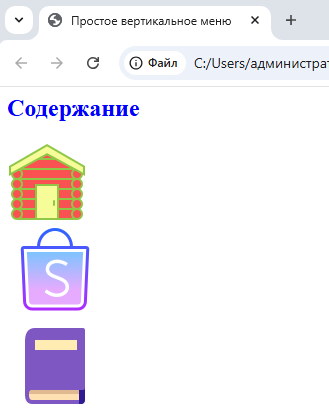 Простое вертикальное меню
Файл
C:/Users/администрат
Содержание
S